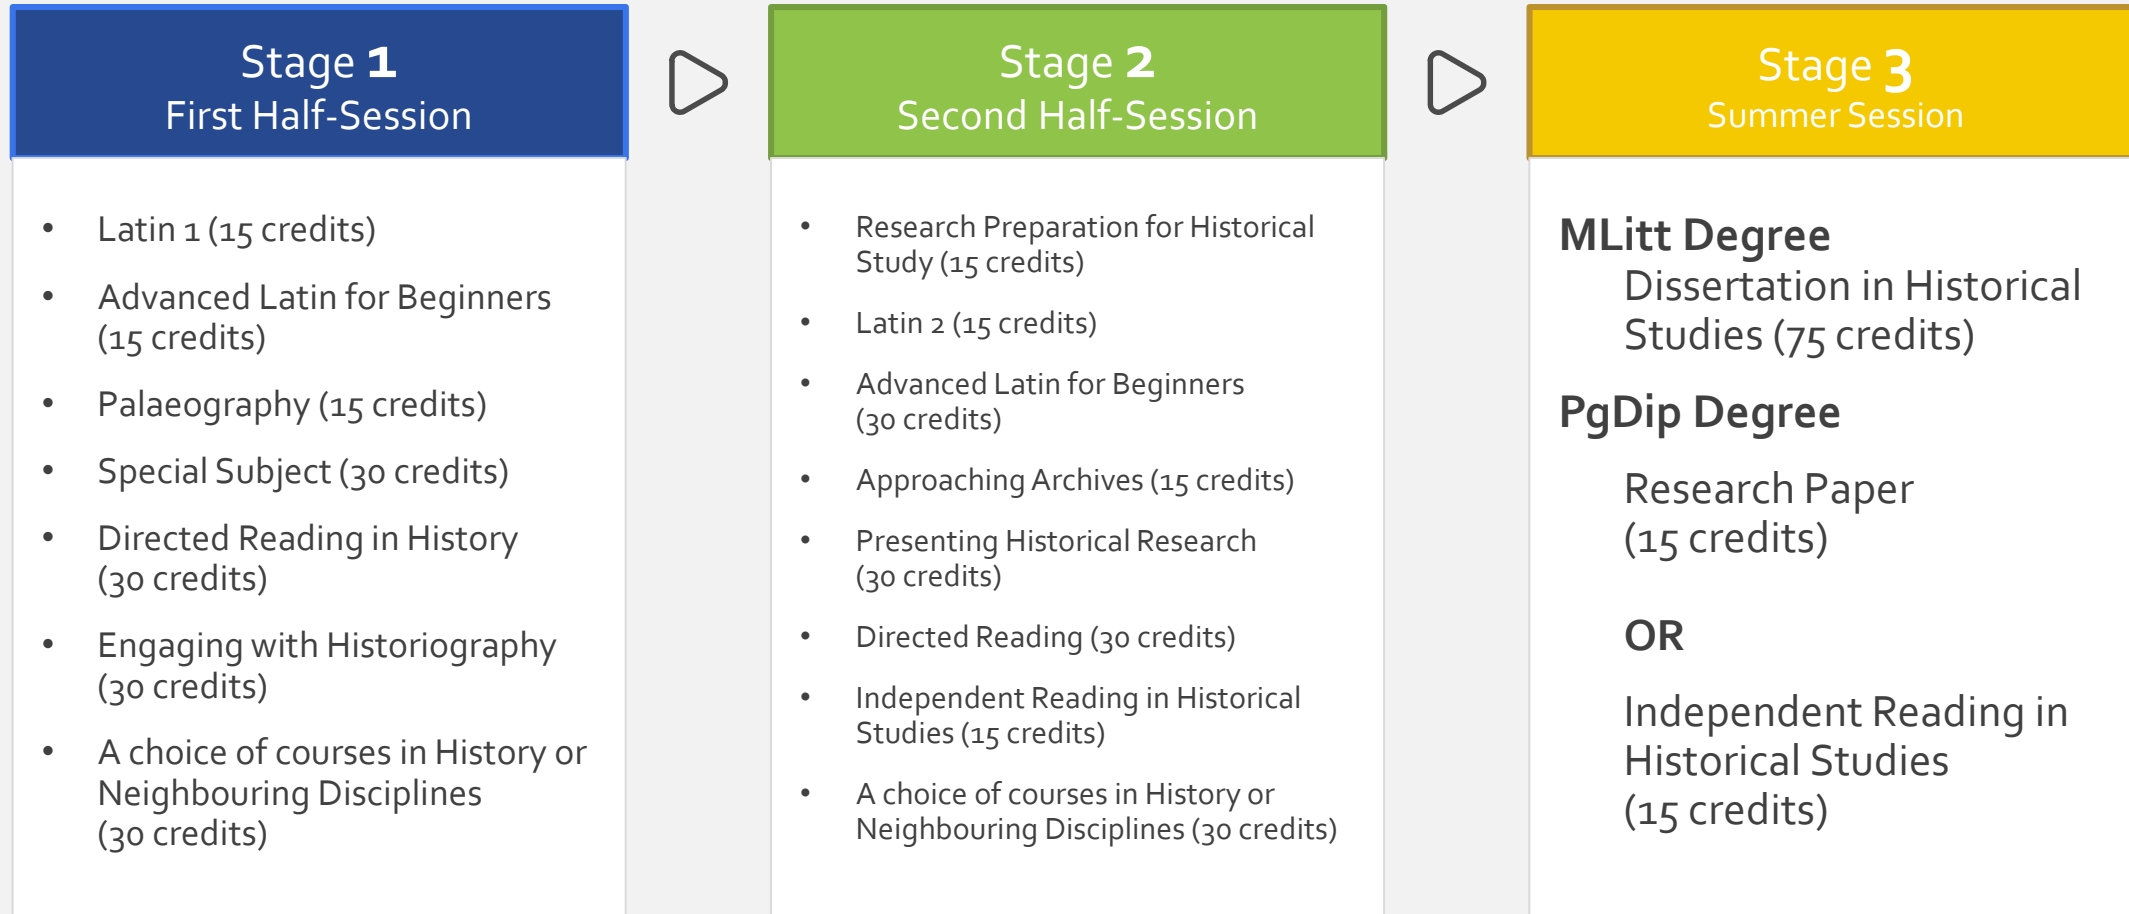 Stage 1
First Half-Session
• Latin 1 (15 credits)
• Advanced Latin for Beginners
(15 credits)
• Palaeography (15 credits)
• Special Subject (30 credits)
• Directed Reading in History
(30 credits)
• Engaging with Historiography
(30 credits)
• A choice of courses in History or
Neighbouring Disciplines
(30 credits)
Stage 2
Second Half-Session
• Research Preparation for Historical
Study (15 credits)
• Latin 2 (15 credits)
• Advanced Latin for Beginners
(30 credits)
• Approaching Archives (15 credits)
• Presenting Historical Research
(30 credits)
• Directed Reading (30 credits)
• Independent Reading in Historical
Studies (15 credits)
• A choice of courses in History or
Neighbouring Disciplines (30 credits)
Stage 3
Summer Session
MLitt Degree
Dissertation in Historical
Studies (75 credits)
PgDip Degree
Research Paper
(15 credits)
OR
Independent Reading in
Historical Studies
(15 credits)